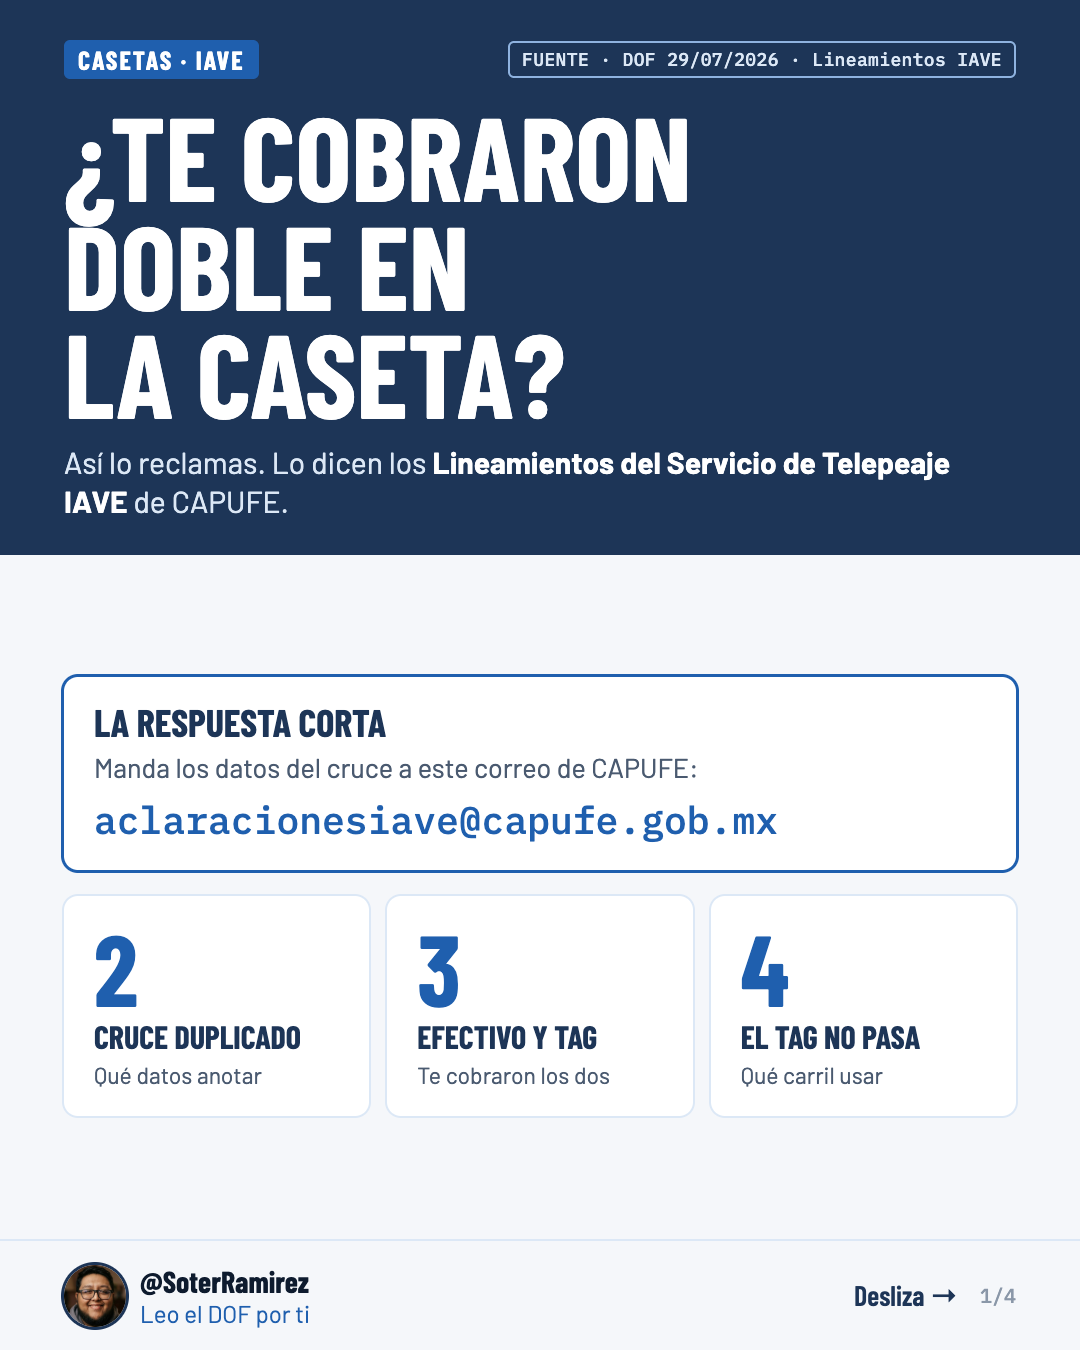 CASETAS · IAVE
FUENTE · DOF 29/07/2026 · Lineamientos IAVE
¿TE COBRARON
DOBLE EN
LA CASETA?
Así lo reclamas. Lo dicen los Lineamientos del Servicio de Telepeaje
IAVE de CAPUFE.
LA RESPUESTA CORTA
Manda los datos del cruce a este correo de CAPUFE:
aclaracionesiave@capufe.gob.mx
2
CRUCE DUPLICADO
Qué datos anotar
3
EFECTIVO Y TAG
Te cobraron los dos
4
EL TAG NO PASA
Qué carril usar
@SoterRamirez
Leo el DOF por ti
Desliza → 1/4